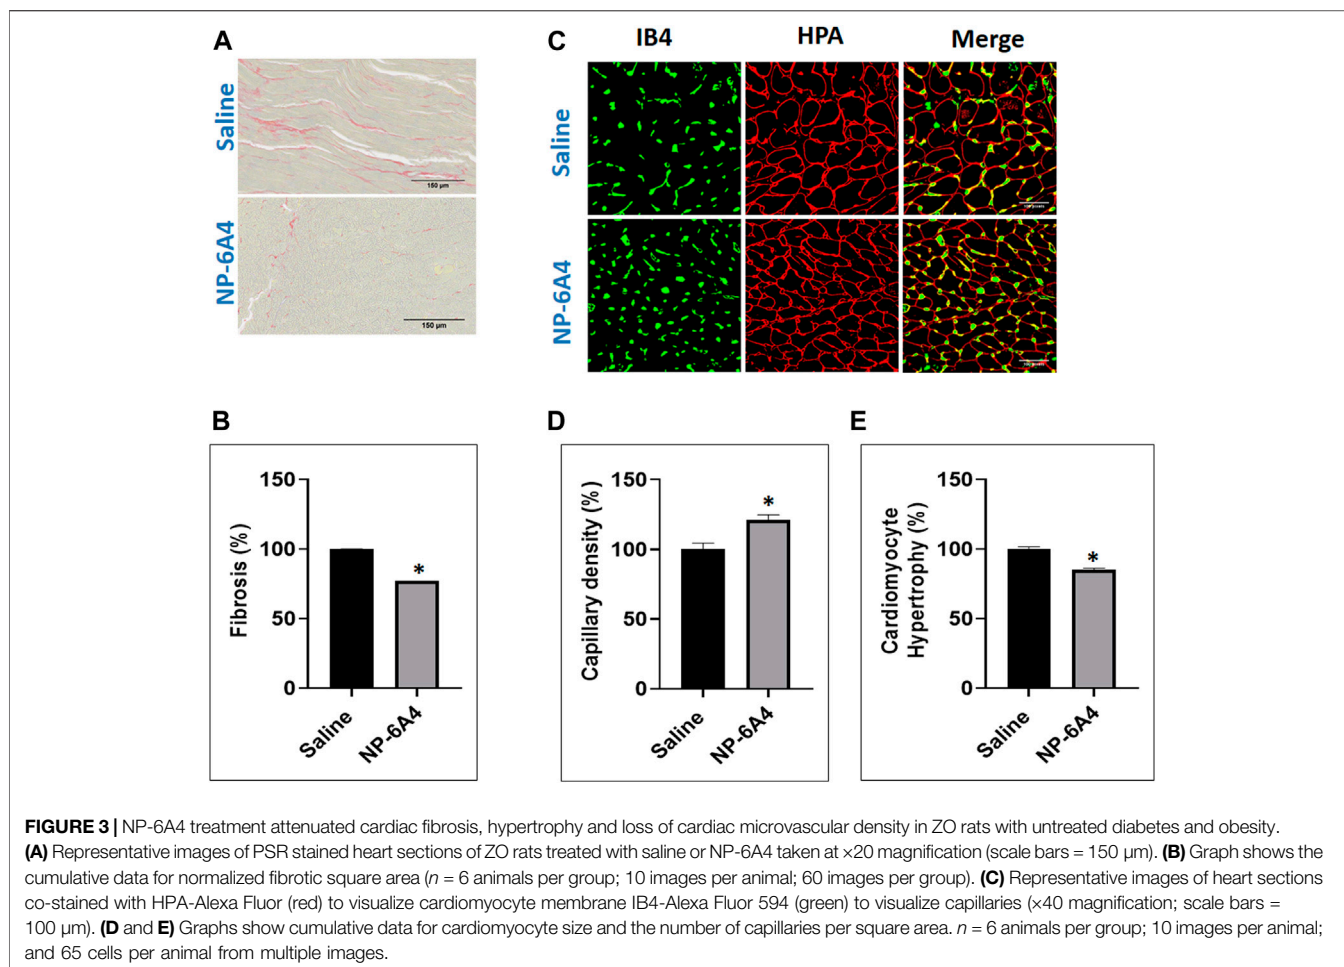 A
Saline
150 µm
NP-6A4
150 µm
C
IB4 HPA Merge
Saline
NP-6A4
B
150
100
50
0
Fibrosis (%)
*
Saline
NP-6A4
D
150
100
50
0
Capillary density (%)
*
Saline
NP-6A4
E
150
100
50
0
Cardiomyocyte
Hypertrophy (%)
*
Saline
NP-6A4
FIGURE 3 | NP-6A4 treatment attenuated cardiac fibrosis, hypertrophy and loss of cardiac microvascular density in ZO rats with untreated diabetes and obesity.
(A) Representative images of PSR stained heart sections of ZO rats treated with saline or NP-6A4 taken at ×20 magnification (scale bars = 150 µm). (B) Graph shows the
cumulative data for normalized fibrotic square area (n = 6 animals per group; 10 images per animal; 60 images per group). (C) Representative images of heart sections
co-stained with HPA-Alexa Fluor (red) to visualize cardiomyocyte membrane IB4-Alexa Fluor 594 (green) to visualize capillaries (×40 magnification; scale bars =
100 µm). (D and E) Graphs show cumulative data for cardiomyocyte size and the number of capillaries per square area. n = 6 animals per group; 10 images per animal;
and 65 cells per animal from multiple images.